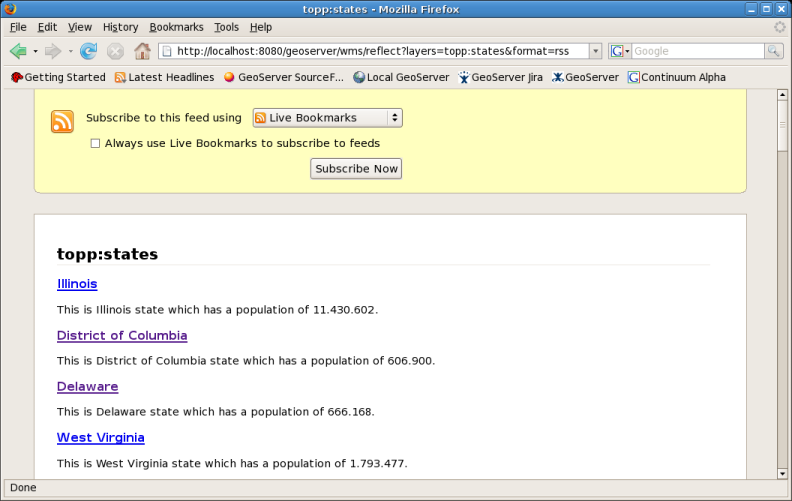 topp:states - Mozilla Firefox
File Edit View History Bookmarks Tools Help
http://localhost:8080/geoserver/wms/reflect?layers=topp:states&format=rss
G Google
Getting Started Latest Headlines GeoServer SourceF... Local GeoServer GeoServer Jira GeoServer Continuum Alpha
Subscribe to this feed using Live Bookmarks
Always use Live Bookmarks to subscribe to feeds
Subscribe Now
topp:states
Illinois
This is Illinois state which has a population of 11.430.602.
District of Columbia
This is District of Columbia state which has a population of 606.900.
Delaware
This is Delaware state which has a population of 666.168.
West Virginia
This is West Virginia state which has a population of 1.793.477.
Done